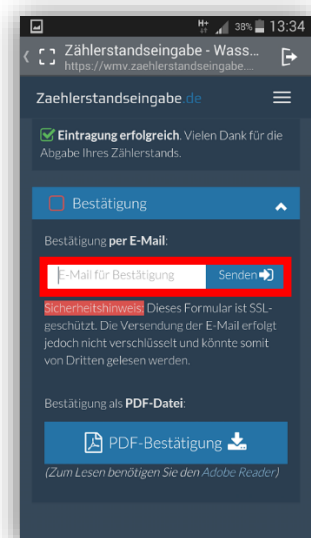 H+ 38% 13:34
Zählerstandseingabe - Wass...
https://wmv.zaehlerstandseingabe....
Zaehlerstandseingabe.de
Eintragung erfolgreich. Vielen Dank für die
Abgabe Ihres Zählerstands.
Bestätigung
Bestätigung per E-Mail:
E-Mail für Bestätigung Senden
Sicherheitshinweis: Dieses Formular ist SSL-
geschützt. Die Versendung der E-Mail erfolgt
jedoch nicht verschlüsselt und könnte somit
von Dritten gelesen werden.
Bestätigung als PDF-Datei:
PDF-Bestätigung
(Zum Lesen benötigen Sie den Adobe Reader)